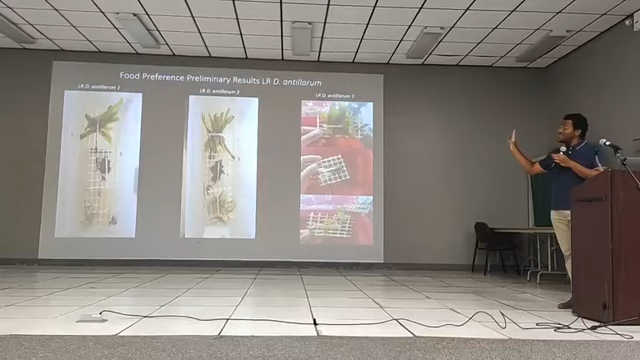 Food Preference Preliminary Results LR D. antillarum
LR D. antillarum 1
LR D. antillarum 2
LR D. antillarum 3